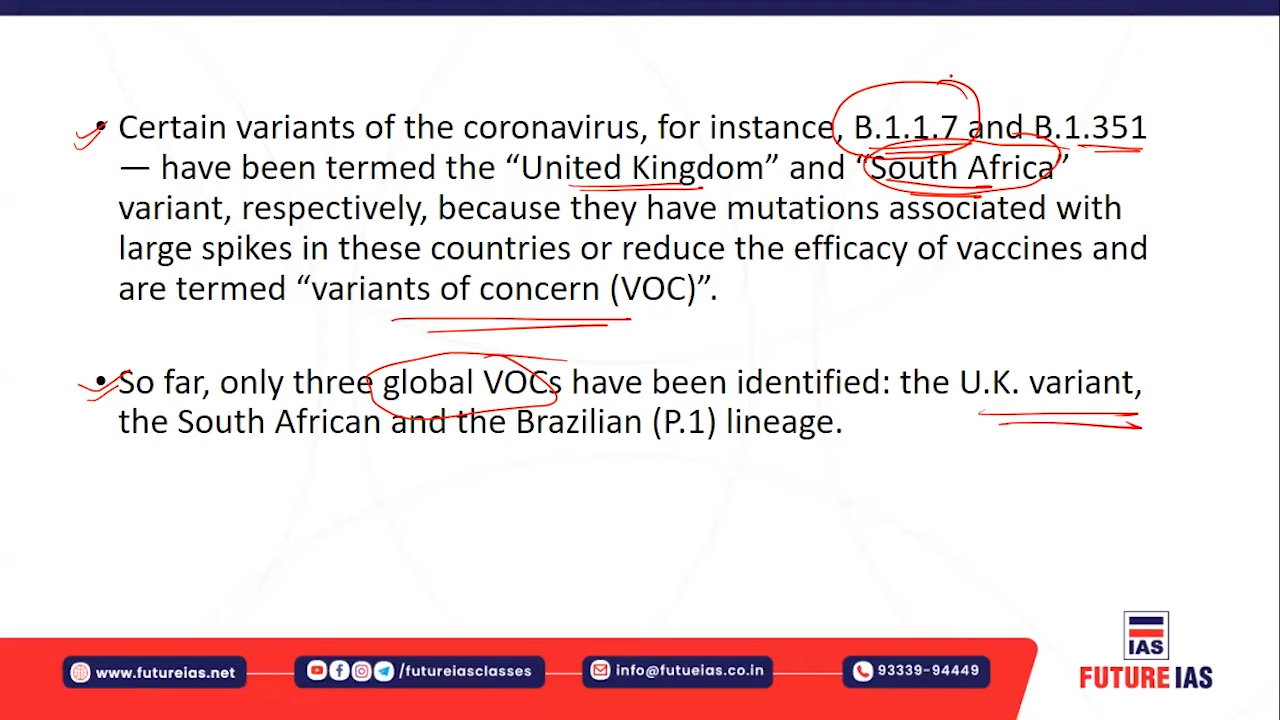 • Certain variants of the coronavirus, for instance, B.1.1.7 and B.1.351
— have been termed the “United Kingdom” and “South Africa”
variant, respectively, because they have mutations associated with
large spikes in these countries or reduce the efficacy of vaccines and
are termed “variants of concern (VOC)”.
• So far, only three global VOCs have been identified: the U.K. variant,
the South African and the Brazilian (P.1) lineage.
www.futureias.net
/futureiasclasses
info@futueias.co.in
93339-94449
IAS
FUTURE IAS